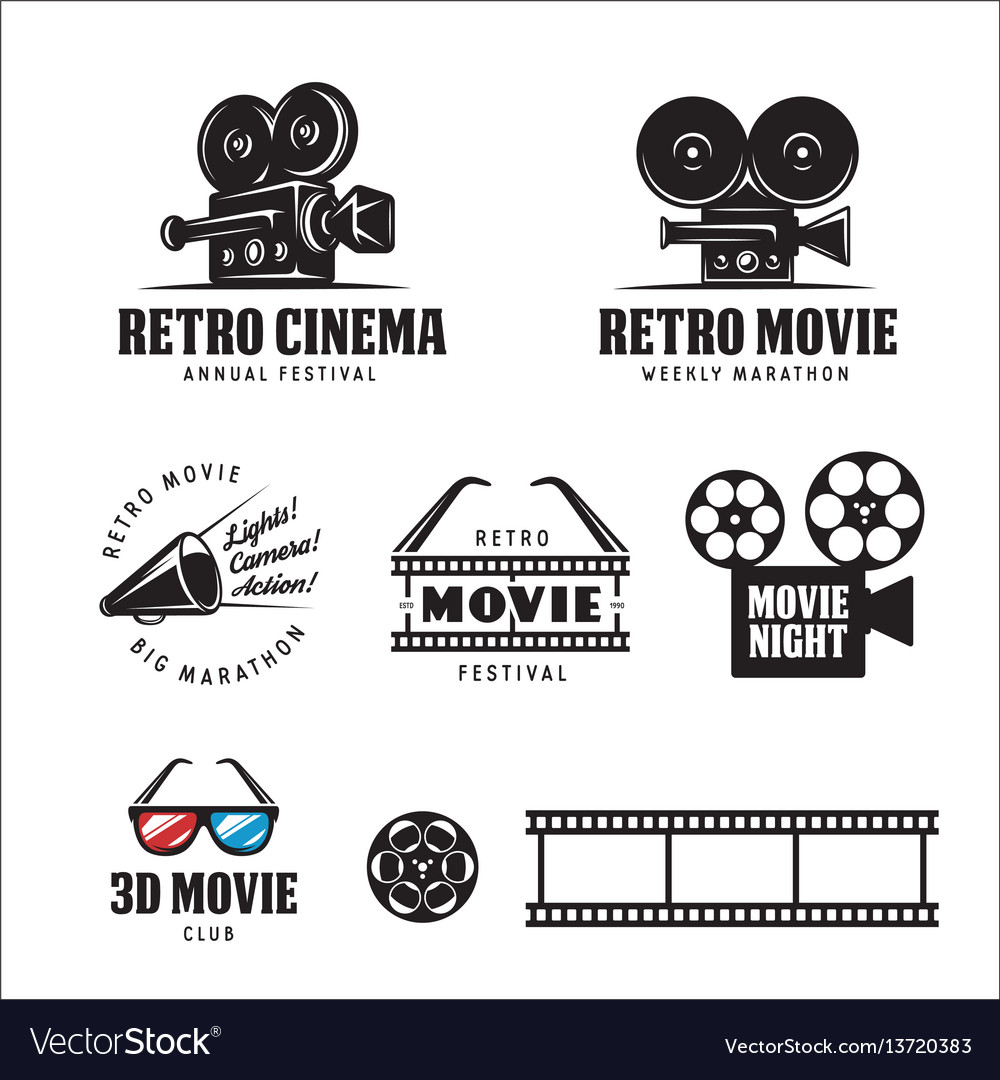 RETRO CINEMA
ANNUAL FESTIVAL
RETRO MOVIE
WEEKLY MARATHON
RETRO MOVIE
Lights!
Camera!
Action!
BIG MARATHON
RETRO
ESTD MOVIE 1990
FESTIVAL
MOVIE
NIGHT
3D MOVIE
CLUB
VectorStock®
VectorStock.com/13720383